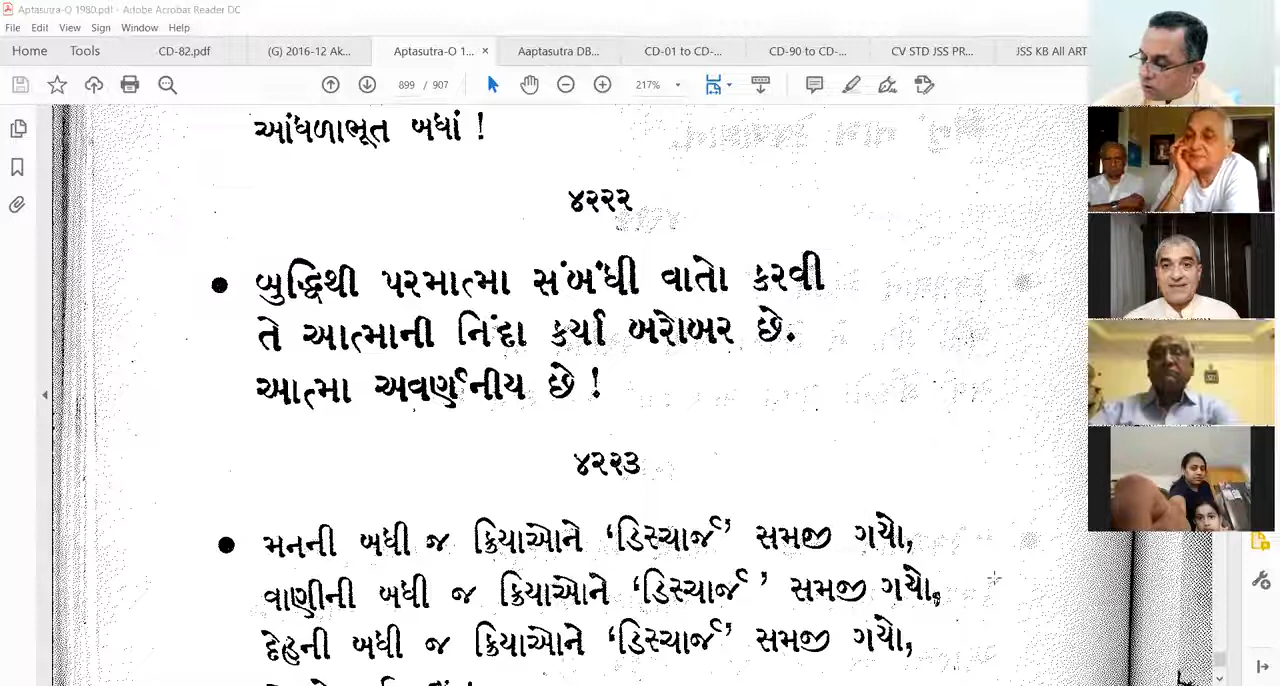 Aptasutra-O 1980.pdf - Adobe Acrobat Reader DC
File Edit View Sign Window Help
Home Tools CD-82.pdf (G) 2016-12 Ak... Aptasutra-O 1... × Aaptasutra DB... CD-01 to CD-... CD-90 to CD-... CV STD JSS PR... JSS KB All ART
899 / 907 217%
આંધળાભૂત બધાં !
૪૨૨૨
● બુદ્ધિથી પરમાત્મા સંબંધી વાતો કરવી
તે આત્માની નિંદા કર્યા બરોબર છે.
આત્મા અવર્ણનીય છે !
૪૨૨૩
● મનની બધી જ ક્રિયાઓને ‘ડિસ્ચાર્જ’ સમજી ગયો,
વાણીની બધી જ ક્રિયાઓને ‘ડિસ્ચાર્જ’ સમજી ગયો,
દેહની બધી જ ક્રિયાઓને ‘ડિસ્ચાર્જ’ સમજી ગયો,